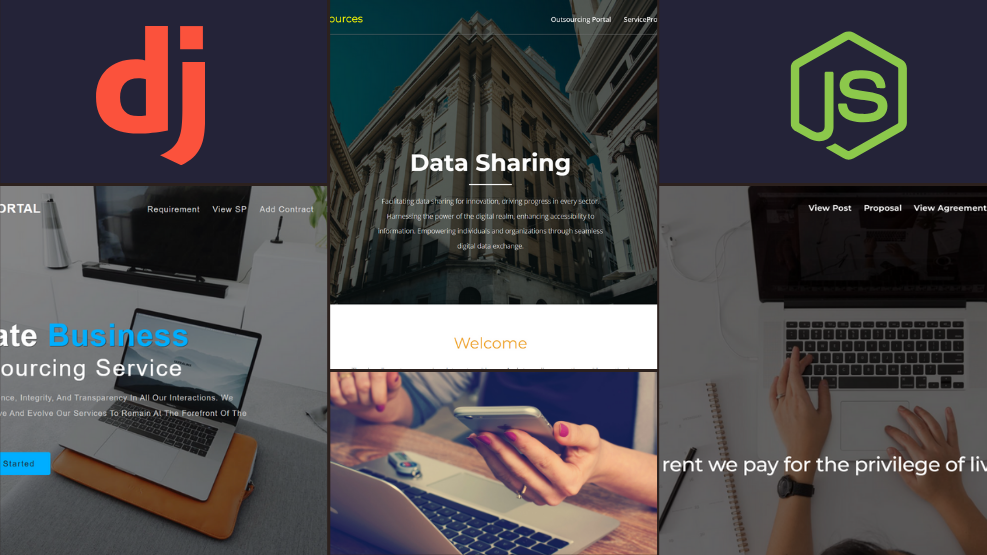 dj
JS
ources
Outsourcing Portal ServicePro
Data Sharing
Facilitating data sharing for innovation, driving progress in every sector.
Harnessing the power of the digital realm, enhancing accessibility to
information. Empowering individuals and organizations through seamless
digital data exchange.
Welcome
ORTAL
Requirement View SP Add Contract
ate Business
ourcing Service
nce, Integrity, And Transparency In All Our Interactions. We
ve And Evolve Our Services To Remain At The Forefront Of The
Started
View Post Proposal View Agreement
rent we pay for the privilege of liv